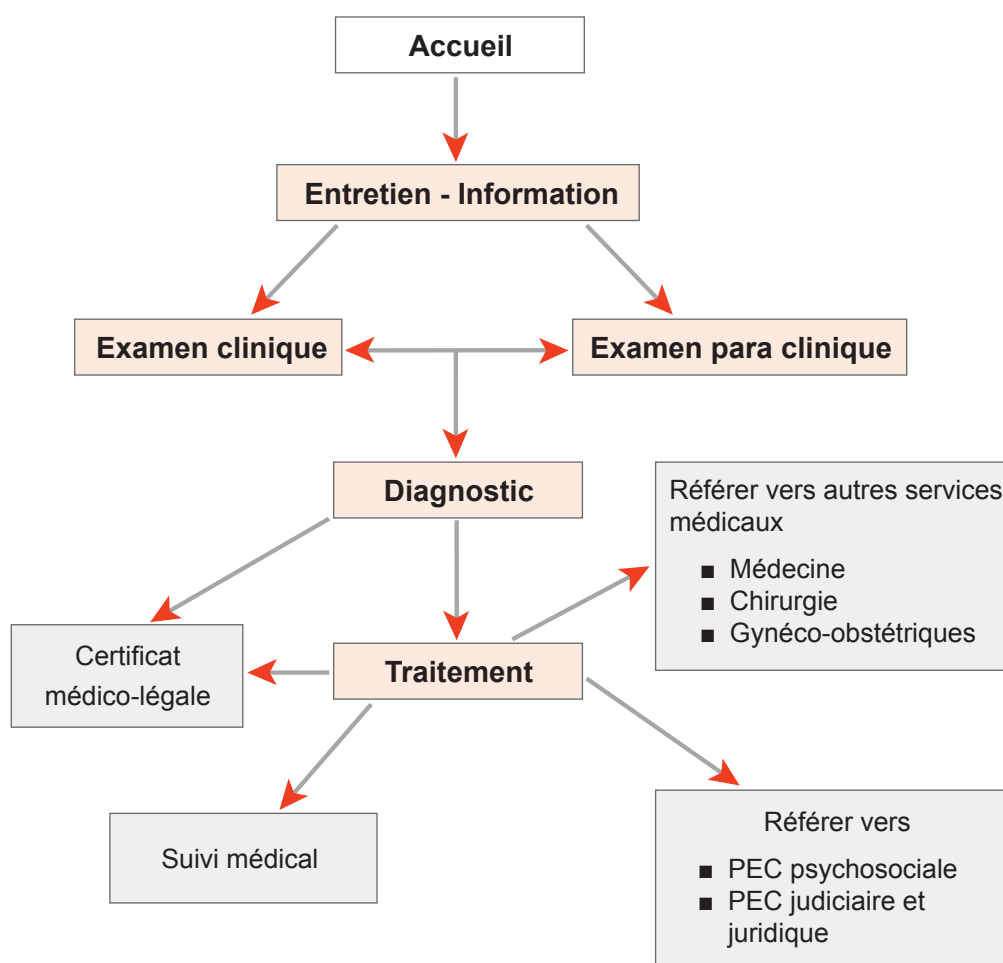 Accueil
Entretien - Information
Examen clinique
Examen para clinique
Diagnostic
Référer vers autres services
médicaux
■ Médecine
■ Chirurgie
■ Gynéco-obstétriques
Certificat
médico-légale
Traitement
Suivi médical
Référer vers
■ PEC psychosociale
■ PEC judiciaire et
juridique